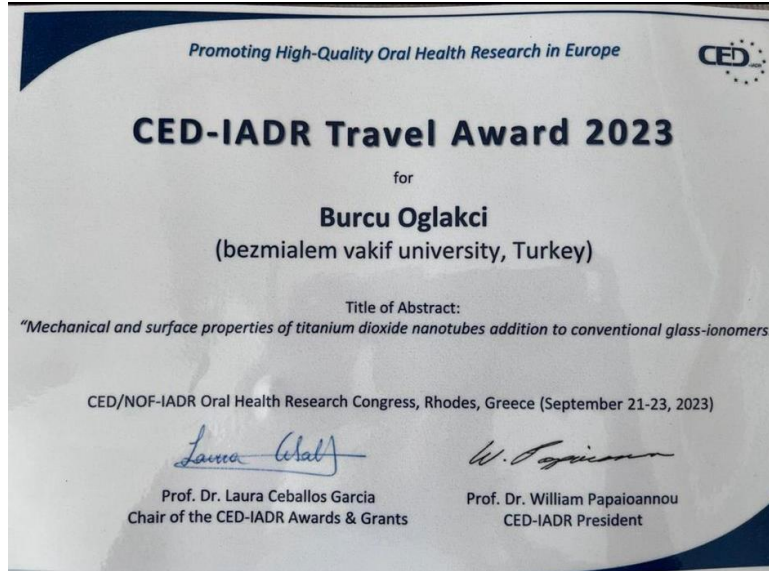 Promoting High-Quality Oral Health Research in Europe
CED
CED-IADR Travel Award 2023
for
Burcu Oglakci
(bezmialem vakif university, Turkey)
Title of Abstract:
"Mechanical and surface properties of titanium dioxide nanotubes addition to conventional glass-ionomers
CED/NOF-IADR Oral Health Research Congress, Rhodes, Greece (September 21-23, 2023)
Prof. Dr. Laura Ceballos Garcia
Prof. Dr. William Papaioannou
Chair of the CED-IADR Awards & Grants
CED-IADR President